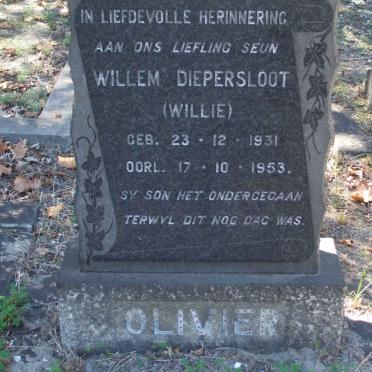 IN LIEFDEVOLLE HERINNERING
AAN ONS LIEFLING SEUN
WILLEM DIEPERSLOOT
(WILLIE)
GEB. 23 · 12 · 1931
OORL. 17 · 10 · 1953.
SY SON HET ONDERGEGAAN
TERWYL DIT NOG DAG WAS.
OLIVIER